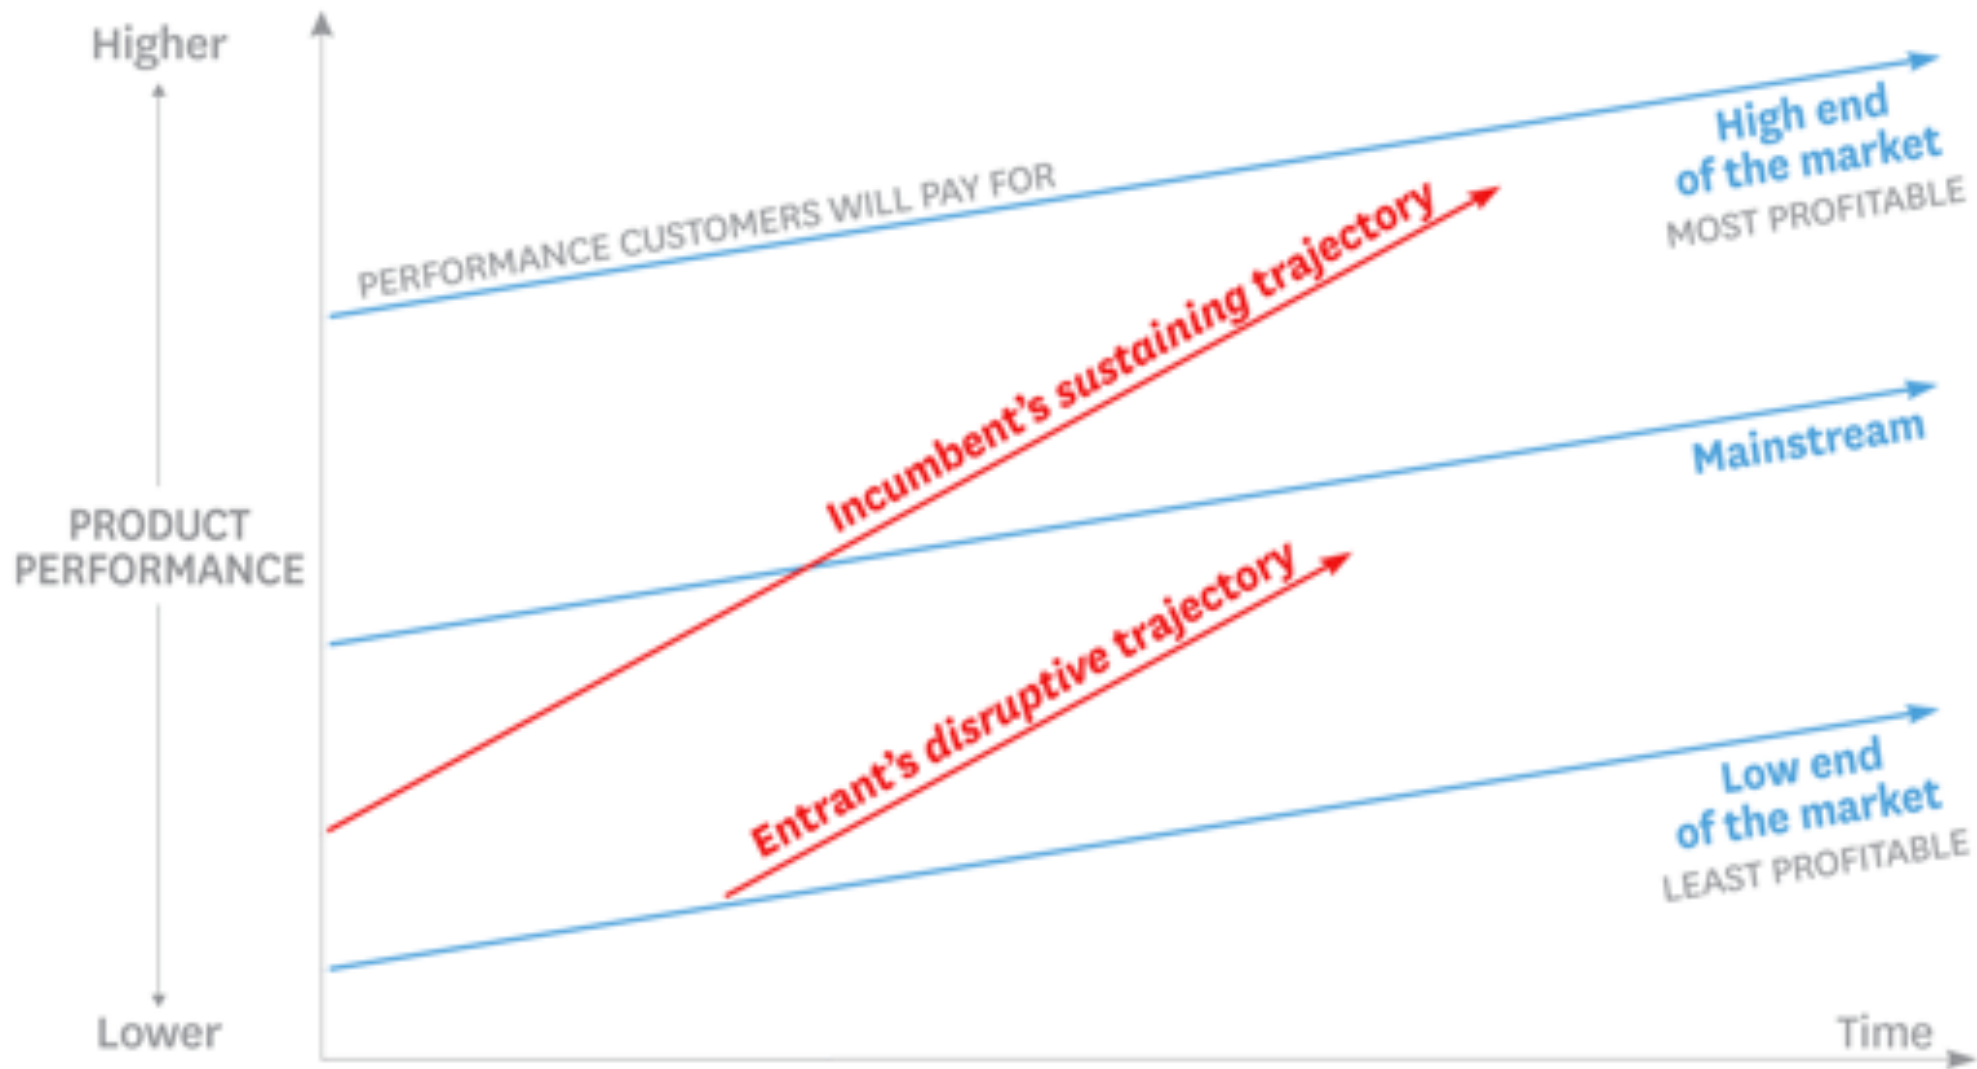 Higher
PRODUCT
PERFORMANCE
Lower
PERFORMANCE CUSTOMERS WILL PAY FOR
Incumbent’s sustaining trajectory
Entrant’s disruptive trajectory
High end
of the market
MOST PROFITABLE
Mainstream
Low end
of the market
LEAST PROFITABLE
Time